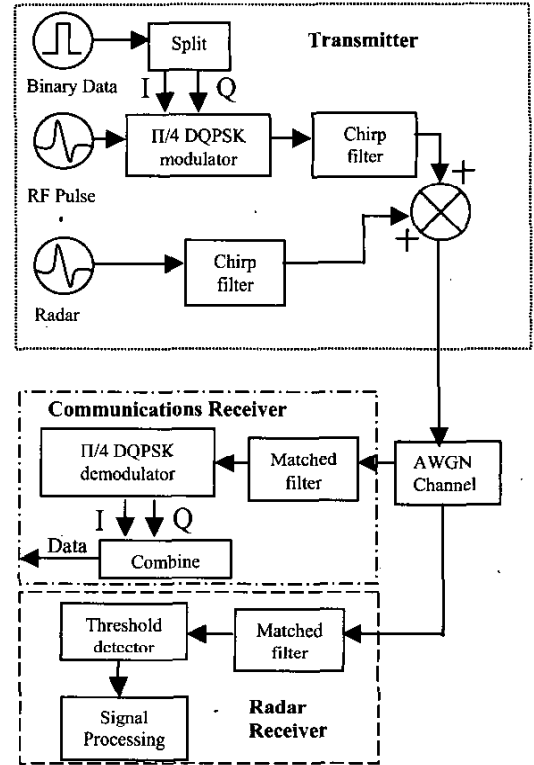 Split
Transmitter
Binary Data
I
Q
Π/4 DQPSK
modulator
Chirp
filter
RF Pulse
+
+
Chirp
filter
Radar
Communications Receiver
Π/4 DQPSK
demodulator
Matched
filter
AWGN
Channel
I
Q
Data
Combine
Threshold
detector
Matched
filter
Signal
Processing
Radar
Receiver